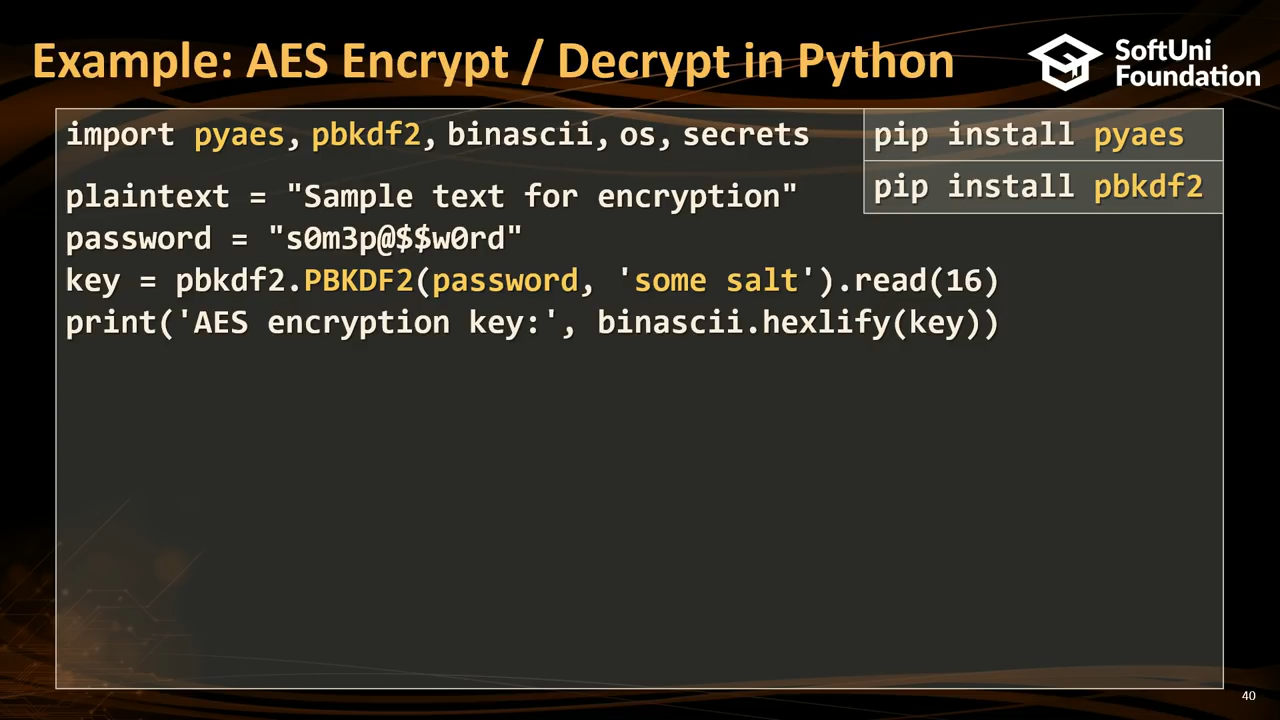 Example: AES Encrypt / Decrypt in Python
SoftUni
Foundation
import pyaes, pbkdf2, binascii, os, secrets
pip install pyaes
pip install pbkdf2
plaintext = "Sample text for encryption"
password = "s0m3p@$$w0rd"
key = pbkdf2.PBKDF2(password, 'some salt').read(16)
print('AES encryption key:', binascii.hexlify(key))
40